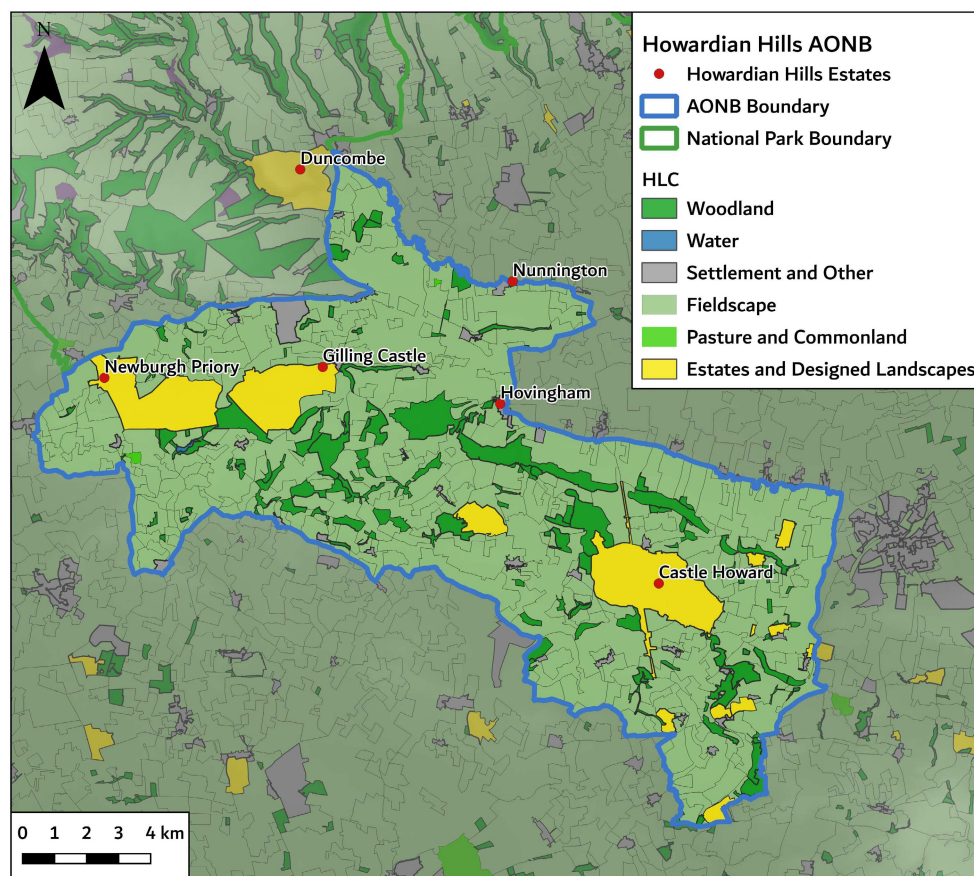 N
Howardian Hills AONB
Howardian Hills Estates
AONB Boundary
National Park Boundary
HLC
Woodland
Water
Settlement and Other
Fieldscape
Pasture and Commonland
Estates and Designed Landscapes
Duncombe
Nunnington
Newburgh Priory
Gilling Castle
Hovingham
Castle Howard
0 1 2 3 4 km